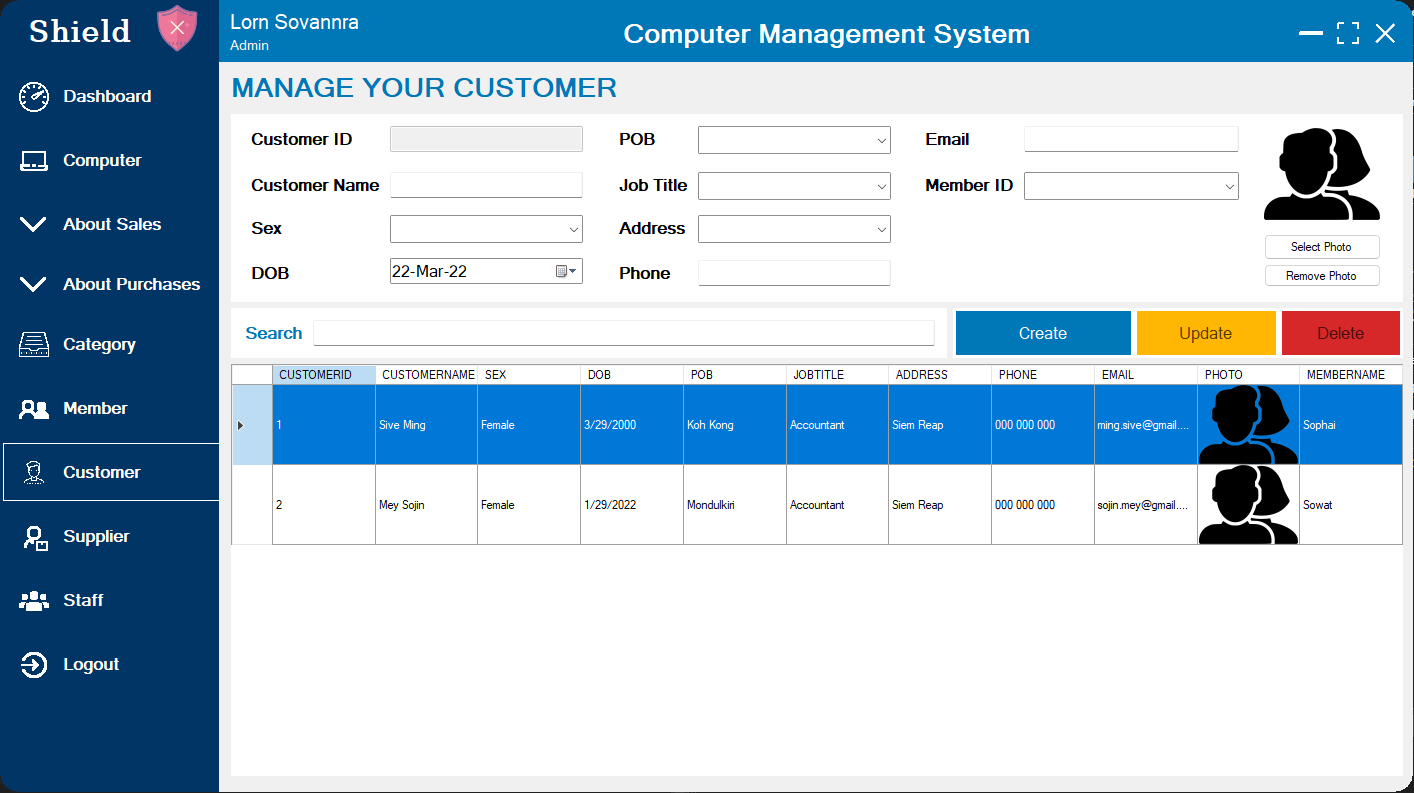 Shield
Lorn Sovannra
Admin
Computer Management System
Dashboard
Computer
About Sales
About Purchases
Category
Member
Customer
Supplier
Staff
Logout
MANAGE YOUR CUSTOMER
Customer ID
POB
Email
Customer Name
Job Title
Member ID
Sex
Address
DOB
22-Mar-22
Phone
Select Photo
Remove Photo
Search
Create
Update
Delete
CUSTOMERID CUSTOMERNAME SEX DOB POB JOBTITLE ADDRESS PHONE EMAIL PHOTO MEMBERNAME
1 Sive Ming Female 3/29/2000 Koh Kong Accountant Siem Reap 000 000 000 ming.sive@gmail.... Sophai
2 Mey Sojin Female 1/29/2022 Mondulkiri Accountant Siem Reap 000 000 000 sojin.mey@gmail.... Sowat